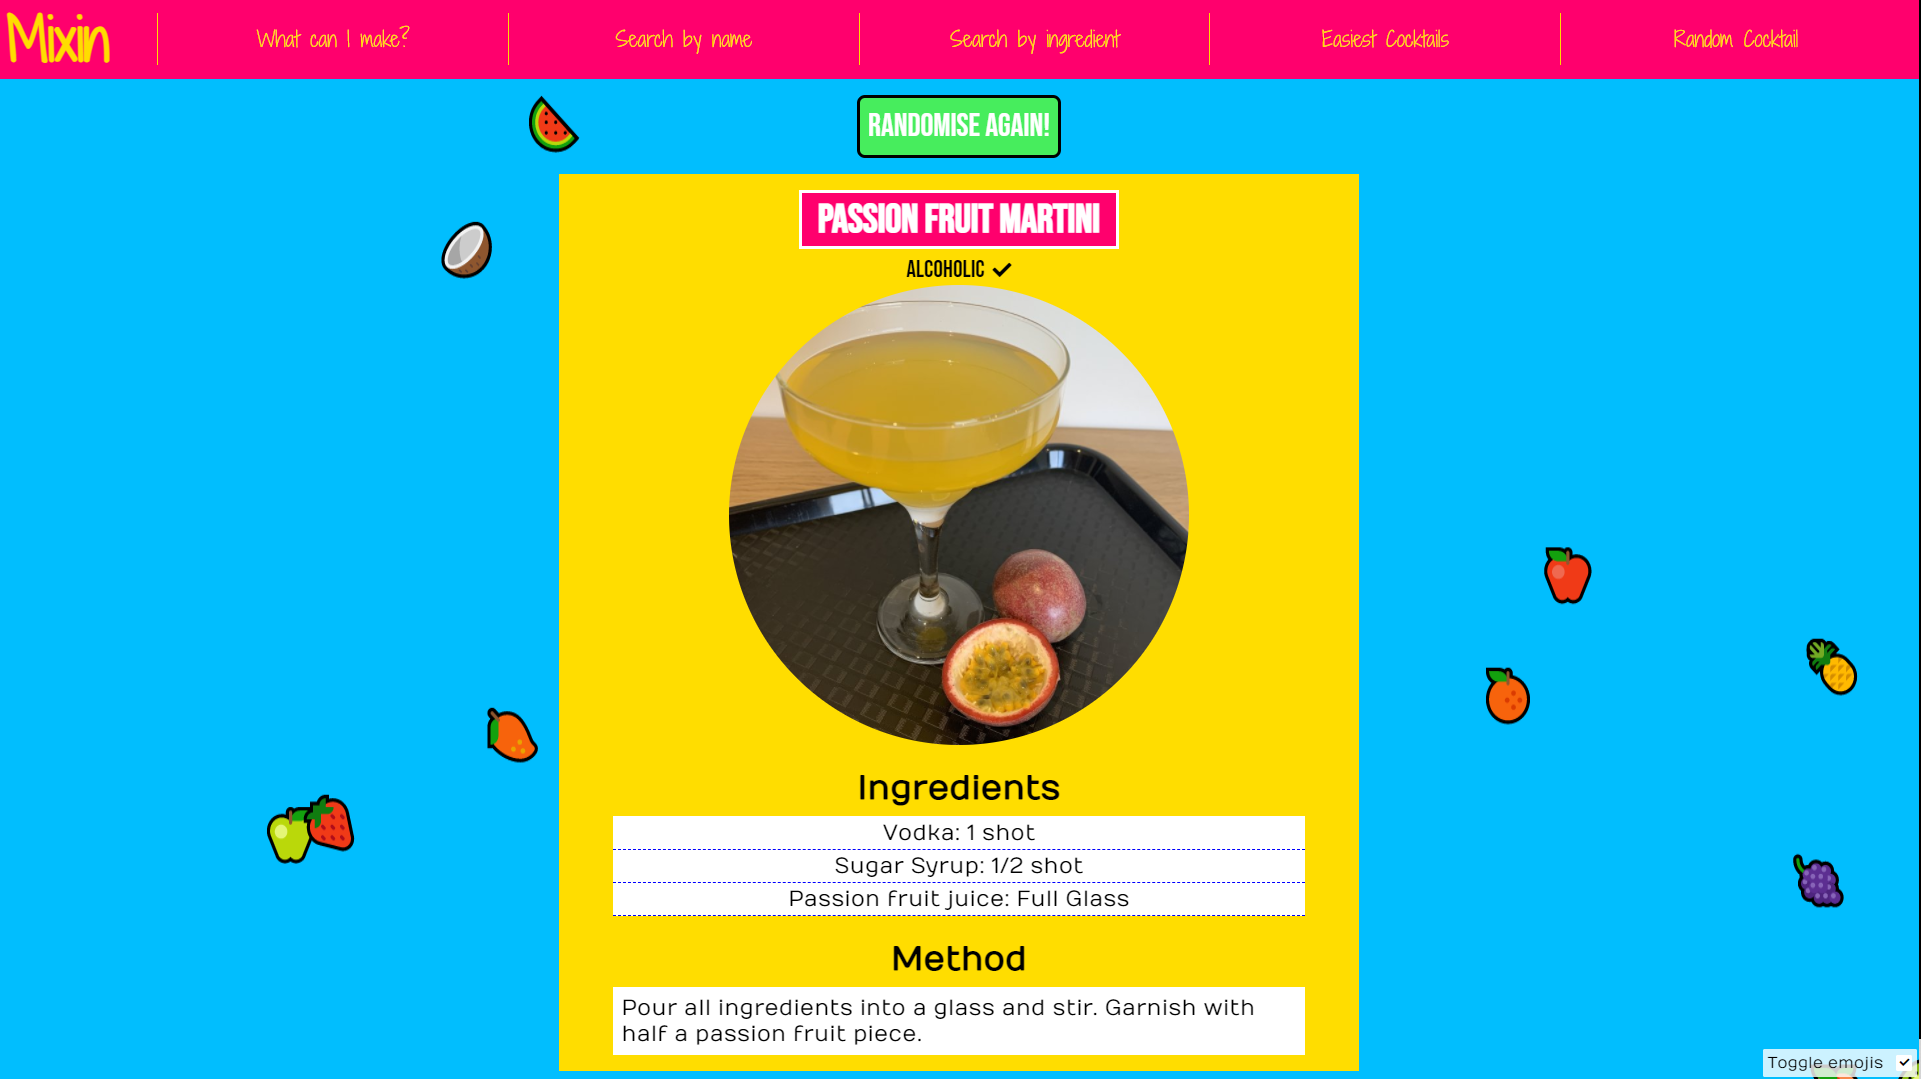 Mixin
What can I make?
Search by name
Search by ingredient
Easiest Cocktails
Random Cocktail
RANDOMISE AGAIN!
PASSION FRUIT MARTINI
ALCOHOLIC
Ingredients
Vodka: 1 shot
Sugar Syrup: 1/2 shot
Passion fruit juice: Full Glass
Method
Pour all ingredients into a glass and stir. Garnish with
half a passion fruit piece.
Toggle emojis